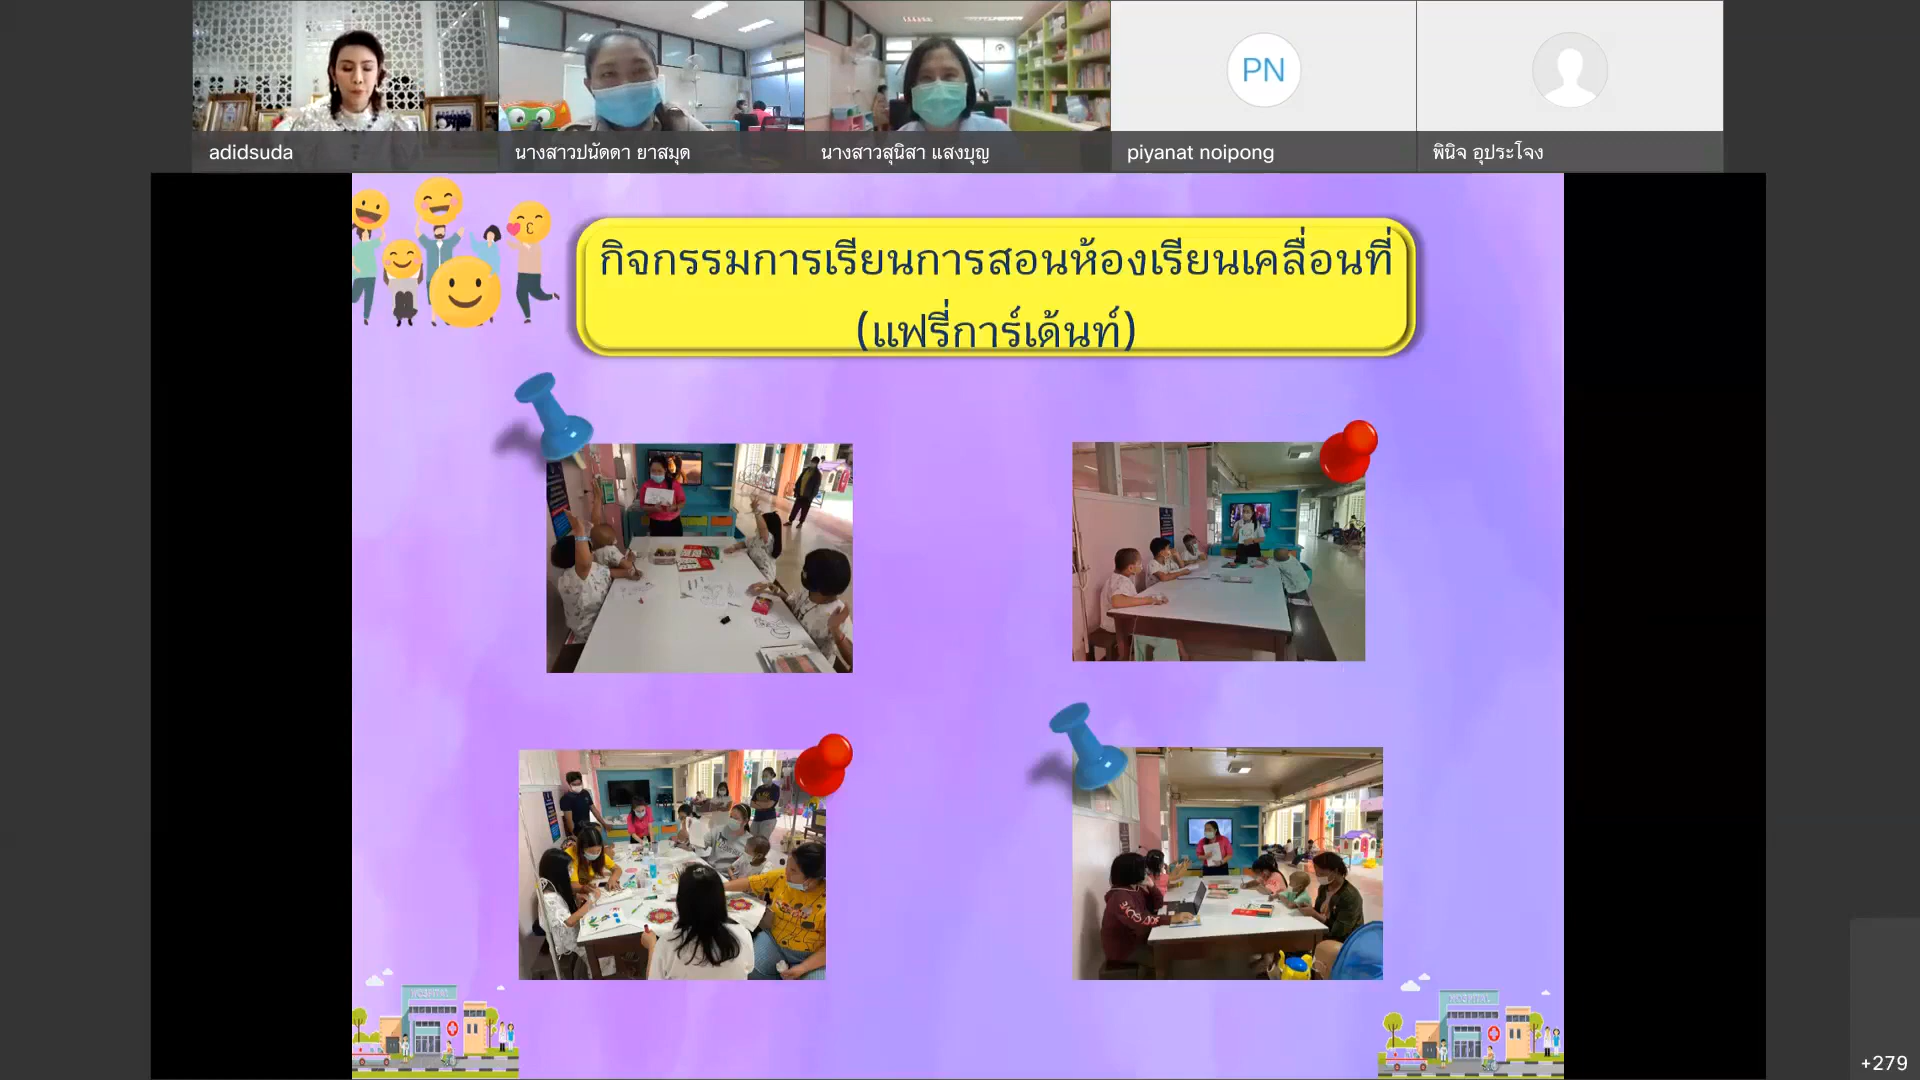 adidsuda
นางสาวปนัดดา ยาสมุด
นางสาวสุนิสา แสงบุญ
PN
piyanat noipong
พินิจ อุประโจง
กิจกรรมการเรียนการสอนห้องเรียนเคลื่อนที่
(แฟรี่การ์เด้นท์)
HOSPITAL
HOSPITAL
+279